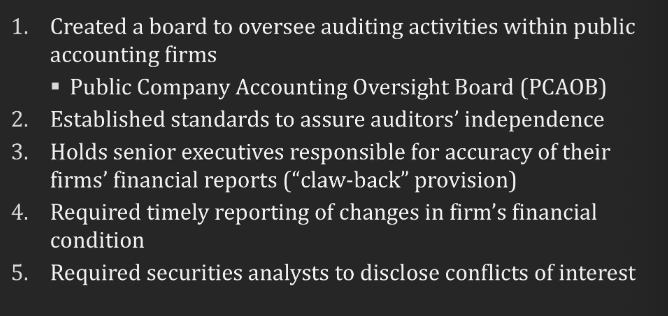 1. Created a board to oversee auditing activities within public
accounting firms
▪ Public Company Accounting Oversight Board (PCAOB)
2. Established standards to assure auditors’ independence
3. Holds senior executives responsible for accuracy of their
firms’ financial reports (“claw-back” provision)
4. Required timely reporting of changes in firm’s financial
condition
5. Required securities analysts to disclose conflicts of interest